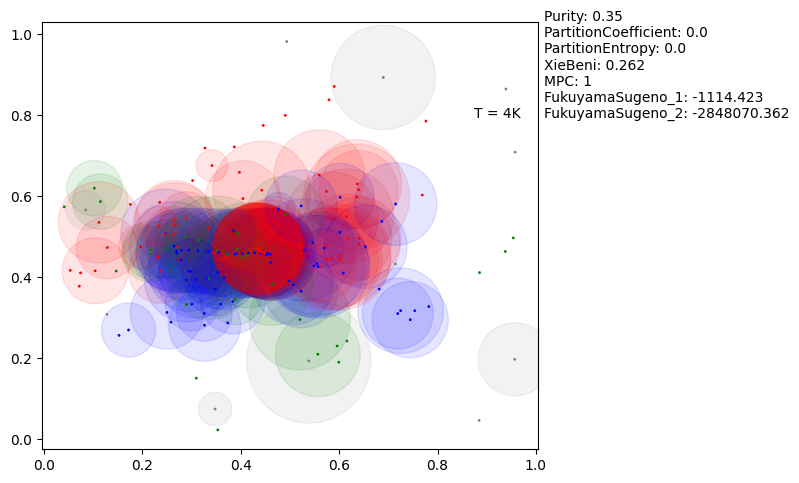 Purity: 0.35
PartitionCoefficient: 0.0
PartitionEntropy: 0.0
XieBeni: 0.262
MPC: 1
FukuyamaSugeno_1: -1114.423
FukuyamaSugeno_2: -2848070.362
T = 4K
1.0
0.8
0.6
0.4
0.2
0.0
0.0 0.2 0.4 0.6 0.8 1.0